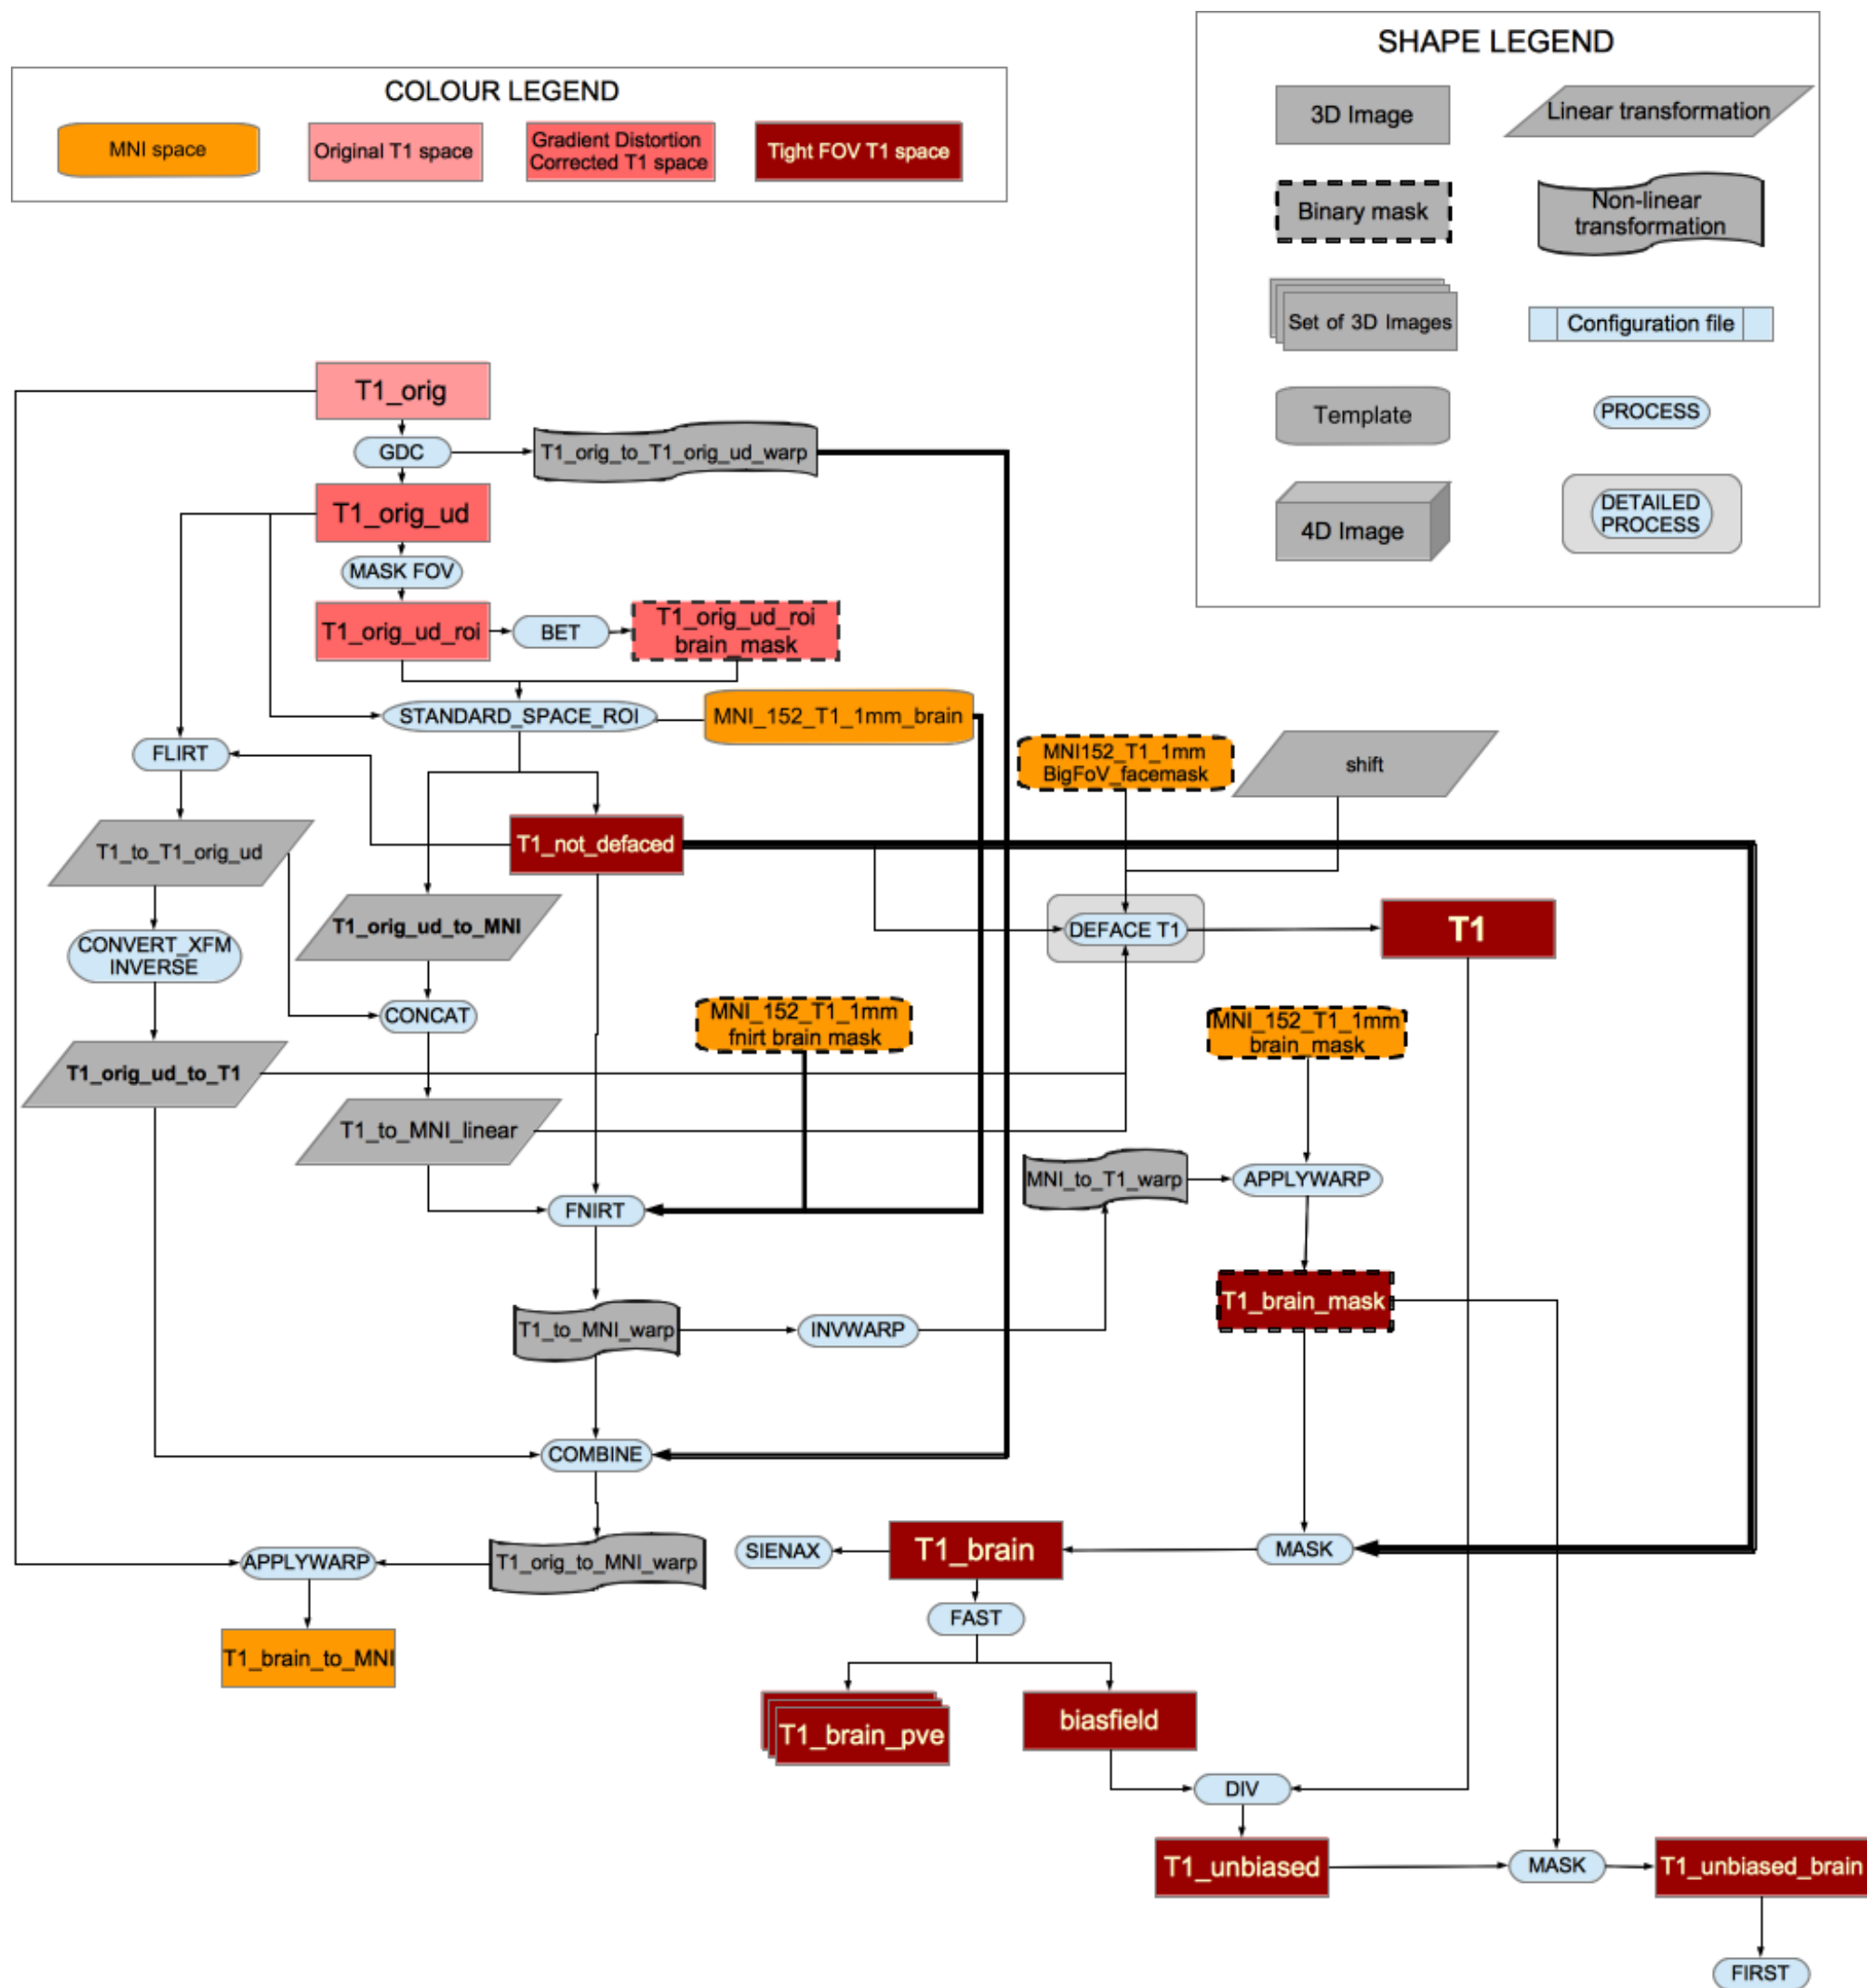 COLOUR LEGEND
MNI space
Original T1 space
Gradient Distortion
Corrected T1 space
Tight FOV T1 space
SHAPE LEGEND
3D Image
Linear transformation
Binary mask
Non-linear
transformation
Set of 3D Images
Configuration file
Template
PROCESS
4D Image
DETAILED
PROCESS
T1_orig
GDC
T1_orig_to_T1_orig_ud_warp
T1_orig_ud
MASK FOV
T1_orig_ud_roi
BET
T1_orig_ud_roi
brain_mask
STANDARD_SPACE_ROI
MNI_152_T1_1mm_brain
FLIRT
MNI152_T1_1mm
BigFoV_facemask
shift
T1_to_T1_orig_ud
T1_not_defaced
T1_orig_ud_to_MNI
DEFACE T1
T1
CONVERT_XFM
INVERSE
CONCAT
MNI_152_T1_1mm
fnirt brain mask
MNI_152_T1_1mm
brain_mask
T1_orig_ud_to_T1
T1_to_MNI_linear
MNI_to_T1_warp
APPLYWARP
FNIRT
T1_brain_mask
T1_to_MNI_warp
INVWARP
COMBINE
APPLYWARP
T1_orig_to_MNI_warp
SIENAX
T1_brain
MASK
FAST
T1_brain_to_MNI
T1_brain_pve
biasfield
DIV
T1_unbiased
MASK
T1_unbiased_brain
FIRST